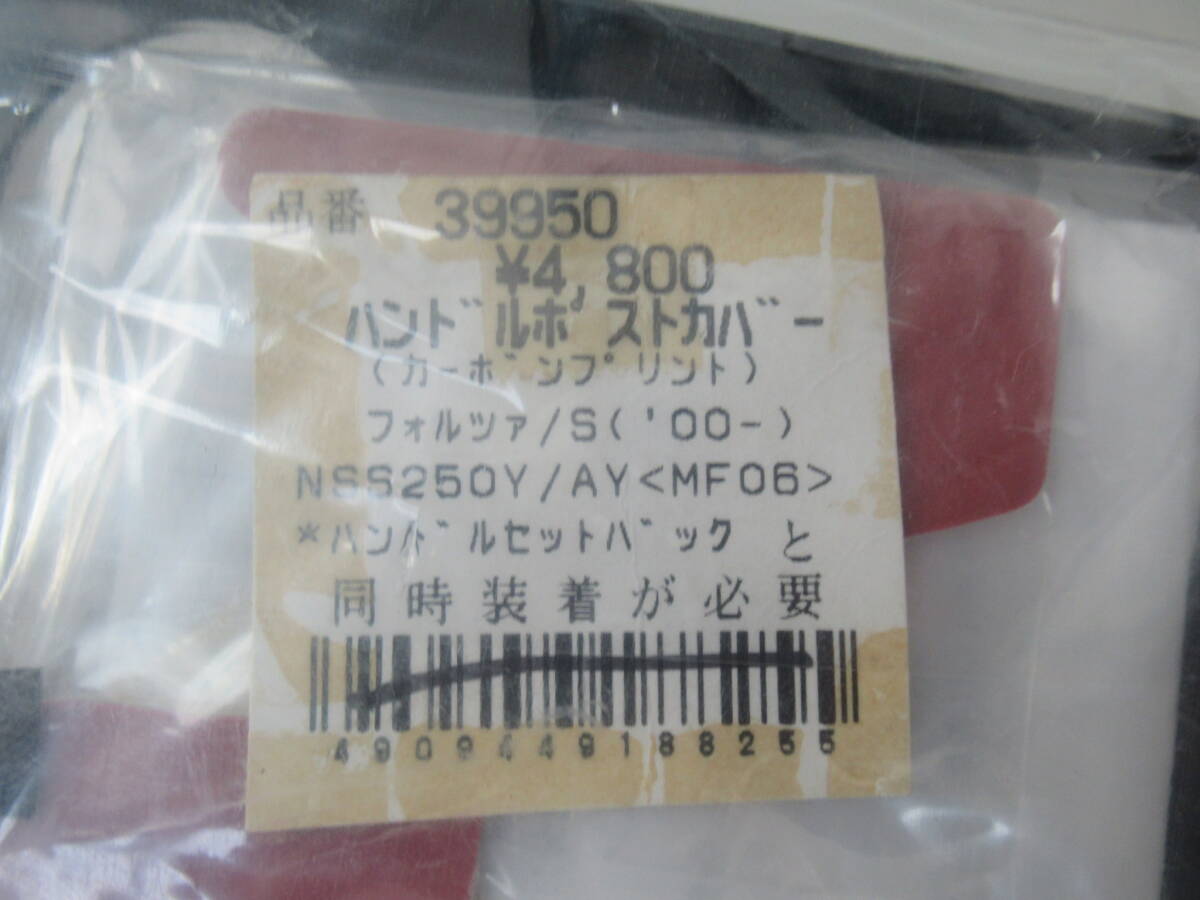 品番 39950
¥4,800
ﾊﾝﾄﾞﾙﾎﾟｽﾄｶﾊﾞｰ
(ｶｰﾎﾞﾝﾌﾟﾘﾝﾄ)
ﾌｫﾙﾂｧ/S('00-)
NSS250Y/AY<MF06>
*ﾊﾝﾄﾞﾙｾｯﾄﾊﾞｯｸ と
同時装着が必要
4909449188255